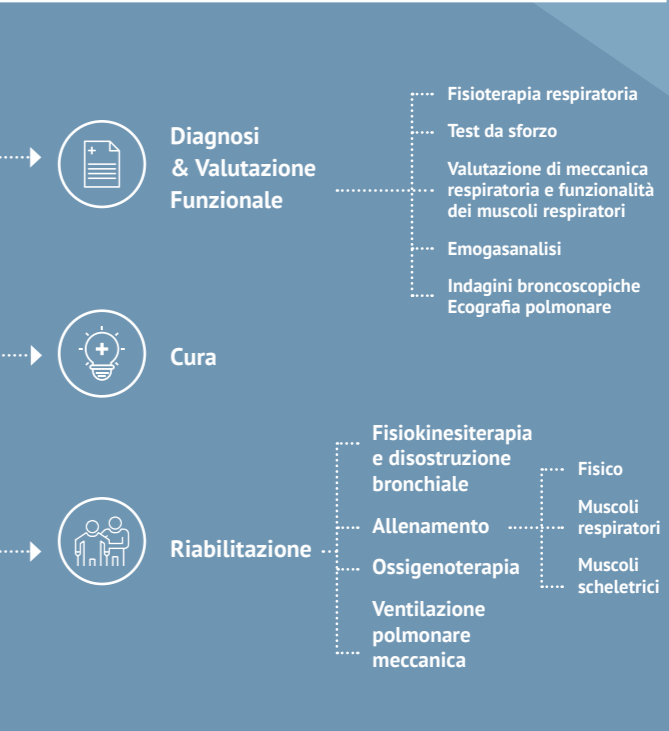 Diagnosi
& Valutazione
Funzionale
Fisioterapia respiratoria
Test da sforzo
Valutazione di meccanica
respiratoria e funzionalità
dei muscoli respiratori
Emogasanalisi
Indagini broncoscopiche
Ecografia polmonare
Cura
Riabilitazione
Fisiokinesiterapia
e disostruzione
bronchiale
Allenamento
Fisico
Muscoli
respiratori
Muscoli
scheletrici
Ossigenoterapia
Ventilazione
polmonare
meccanica